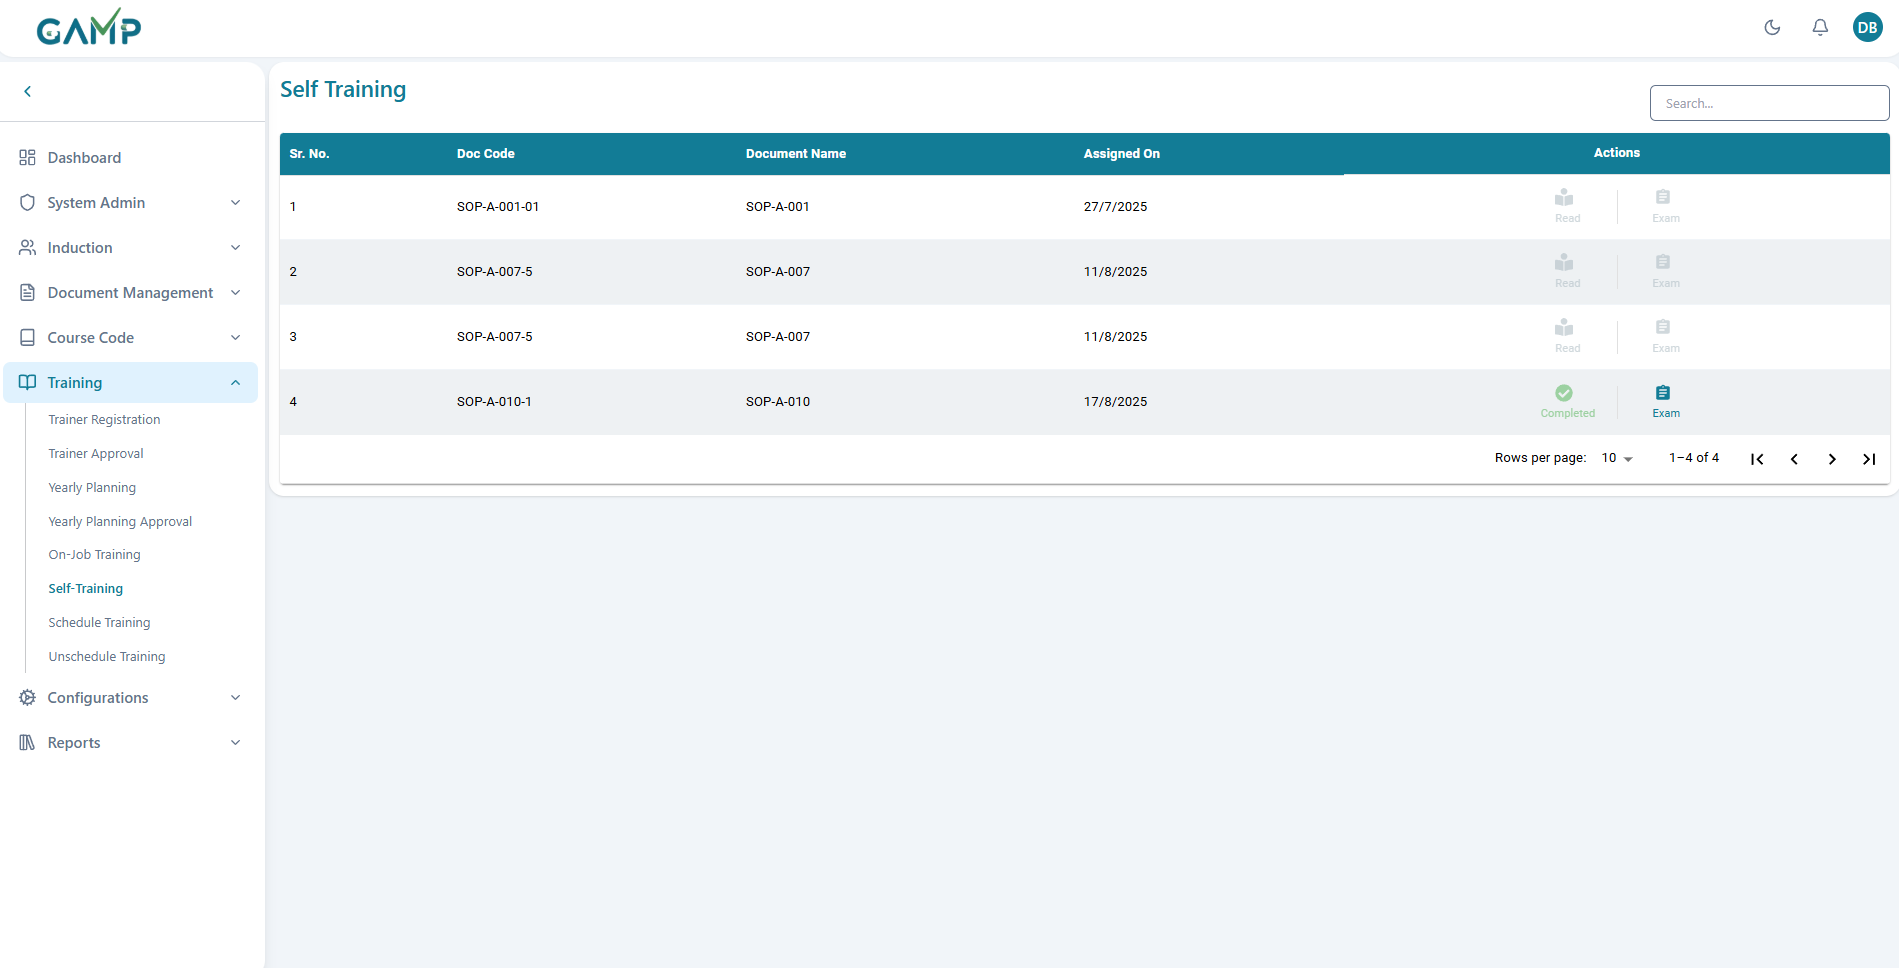 GAMP
DB
Self Training
Search...
Dashboard
System Admin
Induction
Document Management
Course Code
Training
Trainer Registration
Trainer Approval
Yearly Planning
Yearly Planning Approval
On-Job Training
Self-Training
Schedule Training
Unschedule Training
Configurations
Reports
Sr. No. Doc Code Document Name Assigned On Actions
1 SOP-A-001-01 SOP-A-001 27/7/2025 Read Exam
2 SOP-A-007-5 SOP-A-007 11/8/2025 Read Exam
3 SOP-A-007-5 SOP-A-007 11/8/2025 Read Exam
4 SOP-A-010-1 SOP-A-010 17/8/2025 Completed Exam
Rows per page: 10 1–4 of 4